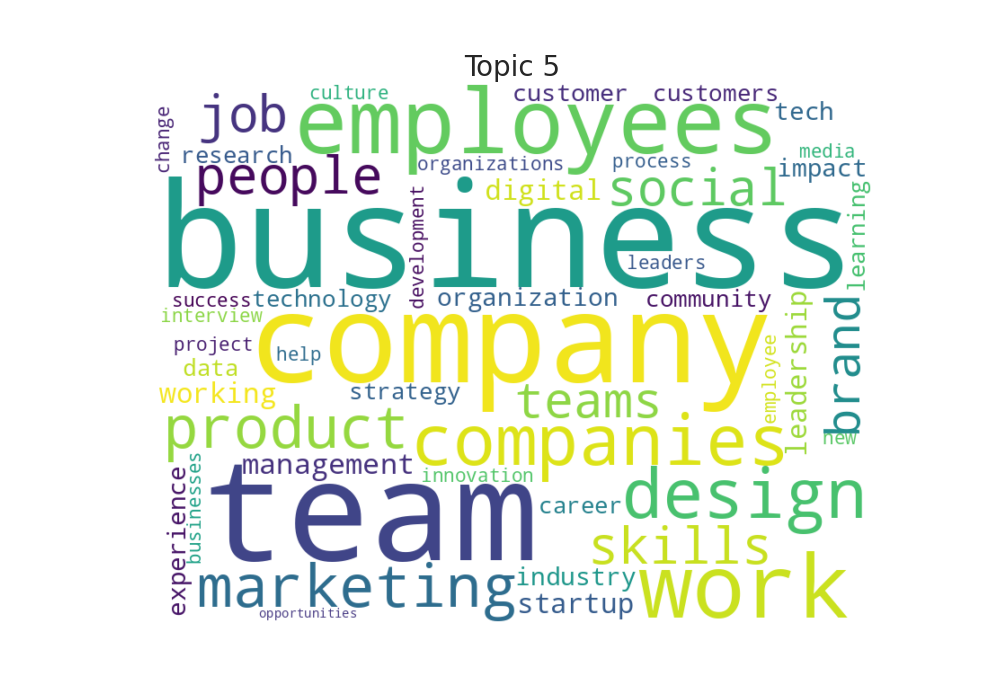 Topic 5
culture
customer
customers
employees
job
tech
change
research
organizations
process
media
impact
people
digital
social
learning
business
development
leaders
success
technology
organization
community
interview
company
leadership
brand
project
help
data
working
strategy
employee
teams
product
companies
new
management
innovation
experience
businesses
team
career
design
skills
marketing
industry
startup
work
opportunities